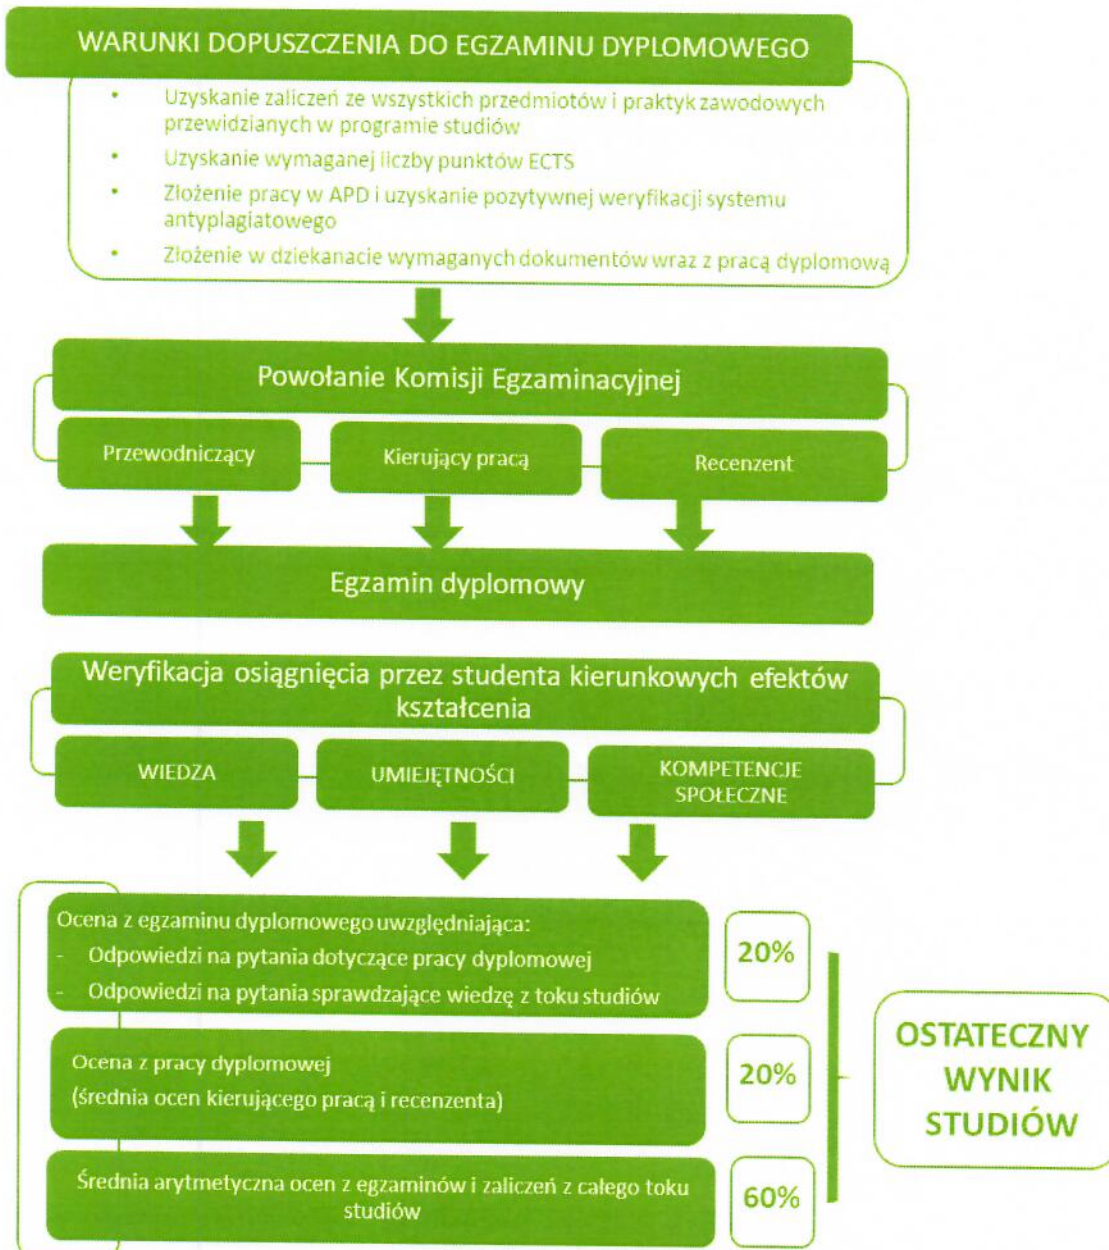 WARUNKI DOPUSZCZENIA DO EGZAMINU DYPLOMOWEGO
• Uzyskanie zaliczeń ze wszystkich przedmiotów i praktyk zawodowych
przewidzianych w programie studiów
• Uzyskanie wymaganej liczby punktów ECTS
• Złożenie pracy w APD i uzyskanie pozytywnej weryfikacji systemu
antyplagiatowego
• Złożenie w dziekanacie wymaganych dokumentów wraz z pracą dyplomową
Powołanie Komisji Egzaminacyjnej
Przewodniczący
Kierujący pracą
Recenzent
Egzamin dyplomowy
Weryfikacja osiągnięcia przez studenta kierunkowych efektów
kształcenia
WIEDZA
UMIEJĘTNOŚCI
KOMPETENCJE
SPOŁECZNE
Ocena z egzaminu dyplomowego uwzględniająca:
- Odpowiedzi na pytania dotyczące pracy dyplomowej
- Odpowiedzi na pytania sprawdzające wiedzę z toku studiów
20%
Ocena z pracy dyplomowej
(średnia ocen kierującego pracą i recenzenta)
20%
Średnia arytmetyczna ocen z egzaminów i zaliczeń z całego toku
studiów
60%
OSTATECZNY
WYNIK
STUDIÓW